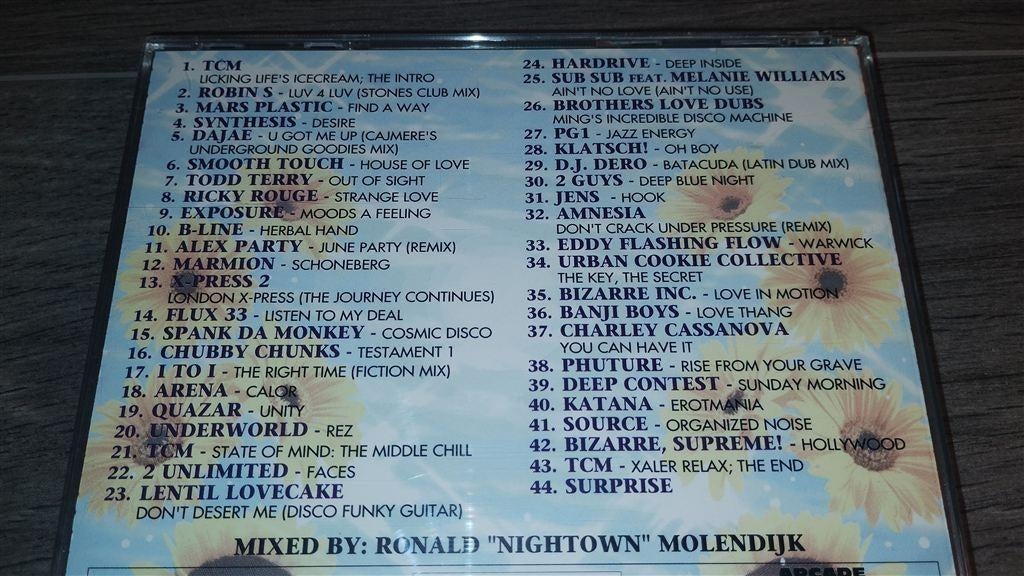 1. TCM
LICKING LIFE'S ICECREAM; THE INTRO
2. ROBIN S - LUV 4 LUV (STONES CLUB MIX)
3. MARS PLASTIC - FIND A WAY
4. SYNTHESIS - DESIRE
5. DAJAE - U GOT ME UP (CAJMERE'S
UNDERGROUND GOODIES MIX)
6. SMOOTH TOUCH - HOUSE OF LOVE
7. TODD TERRY - OUT OF SIGHT
8. RICKY ROUGE - STRANGE LOVE
9. EXPOSURE - MOODS A FEELING
10. B-LINE - HERBAL HAND
11. ALEX PARTY - JUNE PARTY (REMIX)
12. MARMION - SCHONEBERG
13. X-PRESS 2
LONDON X-PRESS (THE JOURNEY CONTINUES)
14. FLUX 33 - LISTEN TO MY DEAL
15. SPANK DA MONKEY - COSMIC DISCO
16. CHUBBY CHUNKS - TESTAMENT 1
17. I TO I - THE RIGHT TIME (FICTION MIX)
18. ARENA - CALOR
19. QUAZAR - UNITY
20. UNDERWORLD - REZ
21. TCM - STATE OF MIND: THE MIDDLE CHILL
22. 2 UNLIMITED - FACES
23. LENTIL LOVECAKE
DON'T DESERT ME (DISCO FUNKY GUITAR)
24. HARDRIVE - DEEP INSIDE
25. SUB SUB FEAT. MELANIE WILLIAMS
AIN'T NO LOVE (AIN'T NO USE)
26. BROTHERS LOVE DUBS
MING'S INCREDIBLE DISCO MACHINE
27. PG1 - JAZZ ENERGY
28. KLATSCH! - OH BOY
29. D.J. DERO - BATACUDA (LATIN DUB MIX)
30. 2 GUYS - DEEP BLUE NIGHT
31. JENS - HOOK
32. AMNESIA
DON'T CRACK UNDER PRESSURE (REMIX)
33. EDDY FLASHING FLOW - WARWICK
34. URBAN COOKIE COLLECTIVE
THE KEY, THE SECRET
35. BIZARRE INC. - LOVE IN MOTION
36. BANJI BOYS - LOVE THANG
37. CHARLEY CASSANOVA
YOU CAN HAVE IT
38. PHUTURE - RISE FROM YOUR GRAVE
39. DEEP CONTEST - SUNDAY MORNING
40. KATANA - EROTMANIA
41. SOURCE - ORGANIZED NOISE
42. BIZARRE, SUPREME! - HOLLYWOOD
43. TCM - XALER RELAX; THE END
44. SURPRISE
MIXED BY: RONALD "NIGHTOWN" MOLENDIJK
ARCADE